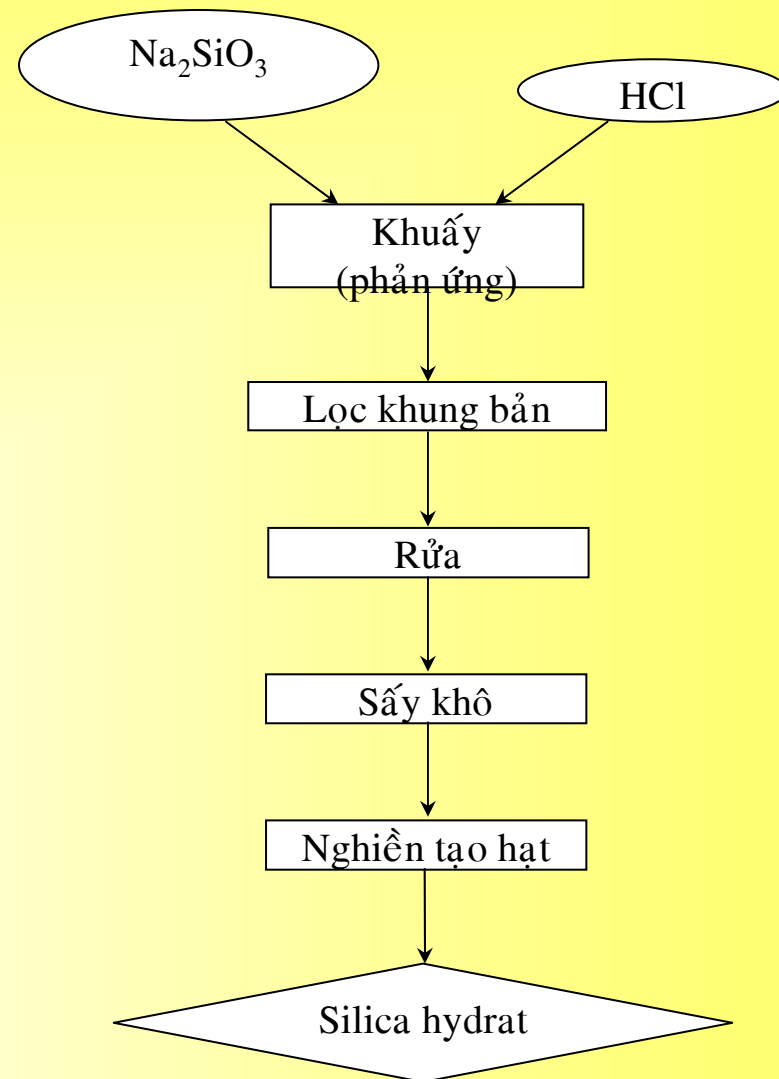 Na₂SiO₃
HCl
Khuấy
(phản ứng)
Lọc khung bản
Rửa
Sấy khô
Nghiền tạo hạt
Silica hydrat